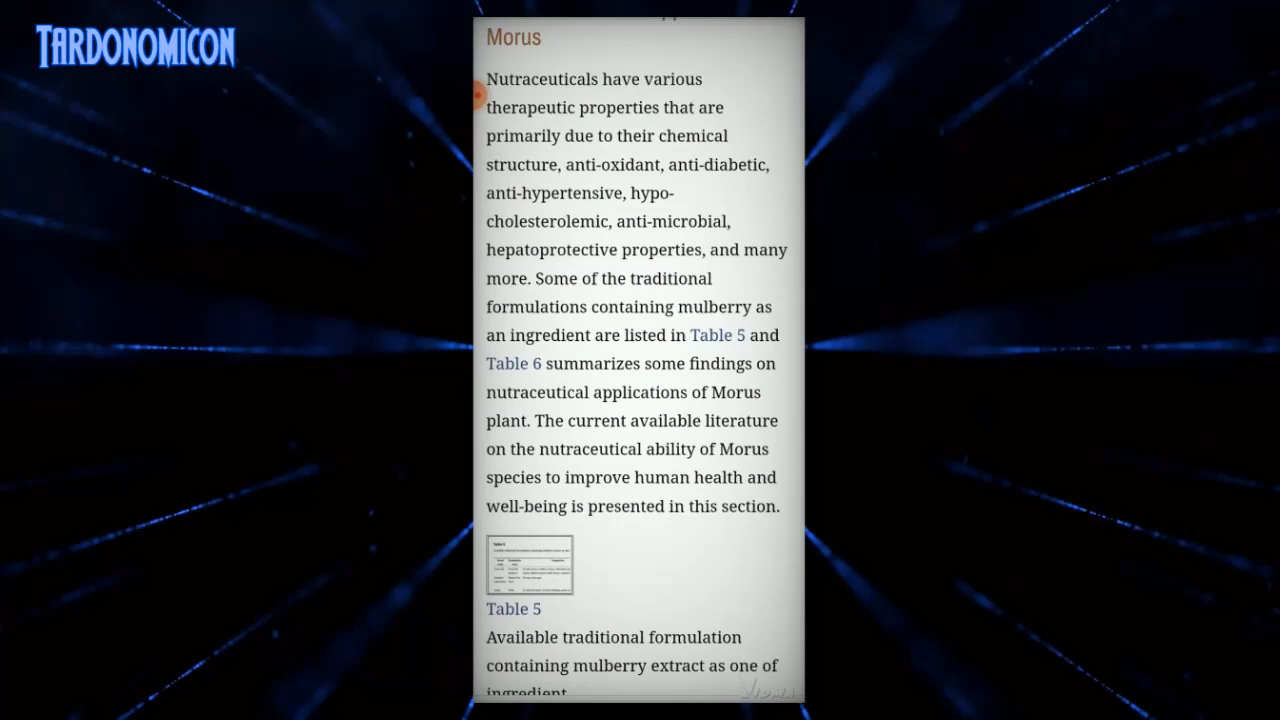 TARDONOMICON
Morus
Nutraceuticals have various
therapeutic properties that are
primarily due to their chemical
structure, anti-oxidant, anti-diabetic,
anti-hypertensive, hypo-
cholesterolemic, anti-microbial,
hepatoprotective properties, and many
more. Some of the traditional
formulations containing mulberry as
an ingredient are listed in Table 5 and
Table 6 summarizes some findings on
nutraceutical applications of Morus
plant. The current available literature
on the nutraceutical ability of Morus
species to improve human health and
well-being is presented in this section.
Table 5
Available traditional formulation
containing mulberry extract as one of
ingredient